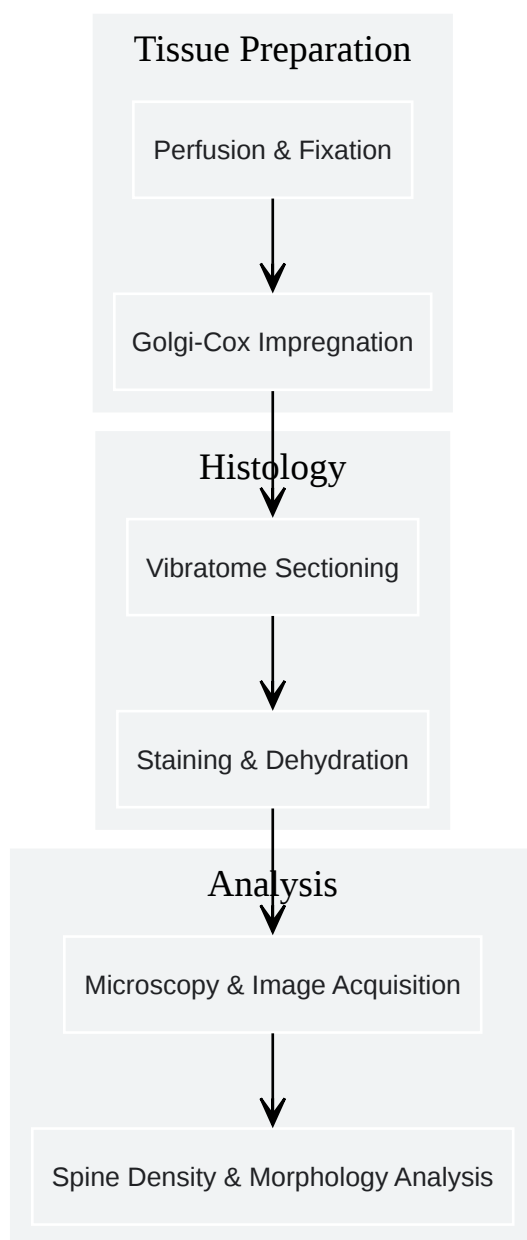 Tissue Preparation
Perfusion & Fixation
Golgi-Cox Impregnation
Histology
Vibratome Sectioning
Staining & Dehydration
Analysis
Microscopy & Image Acquisition
Spine Density & Morphology Analysis